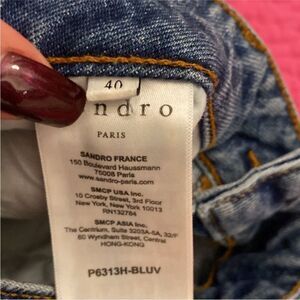 40
ndro
PARIS
SANDRO FRANCE
150 Boulevard Haussmann
75008 Paris
www.sandro-paris.com
SMCP USA Inc.
10 Crosby Street, 3rd Floor
New York, New York 10013
RN132784
SMCP ASIA Inc.
The Centrium, Suite 3203A-5A, 32/F
60 Wyndham Street, Central
HONG-KONG
P6313H-BLUV